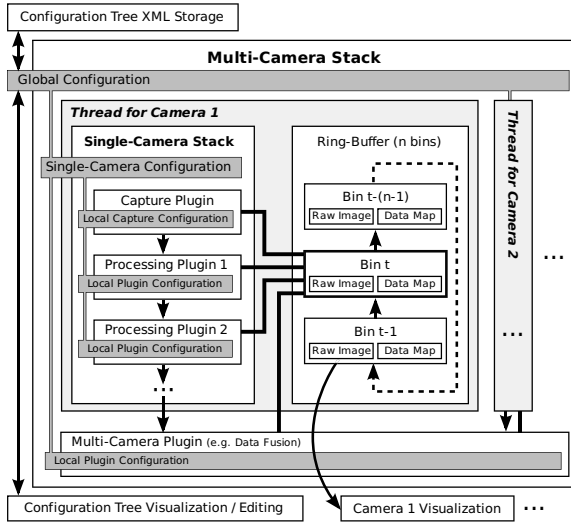 Configuration Tree XML Storage
Multi-Camera Stack
Global Configuration
Thread for Camera 1
Single-Camera Stack
Single-Camera Configuration
Capture Plugin
Local Capture Configuration
Processing Plugin 1
Local Plugin Configuration
Processing Plugin 2
Local Plugin Configuration
...
Ring-Buffer (n bins)
Bin t-(n-1)
Raw Image Data Map
Bin t
Raw Image Data Map
Bin t-1
Raw Image Data Map
Thread for Camera 2
...
...
Multi-Camera Plugin (e.g. Data Fusion)
Local Plugin Configuration
Configuration Tree Visualization / Editing
Camera 1 Visualization
...